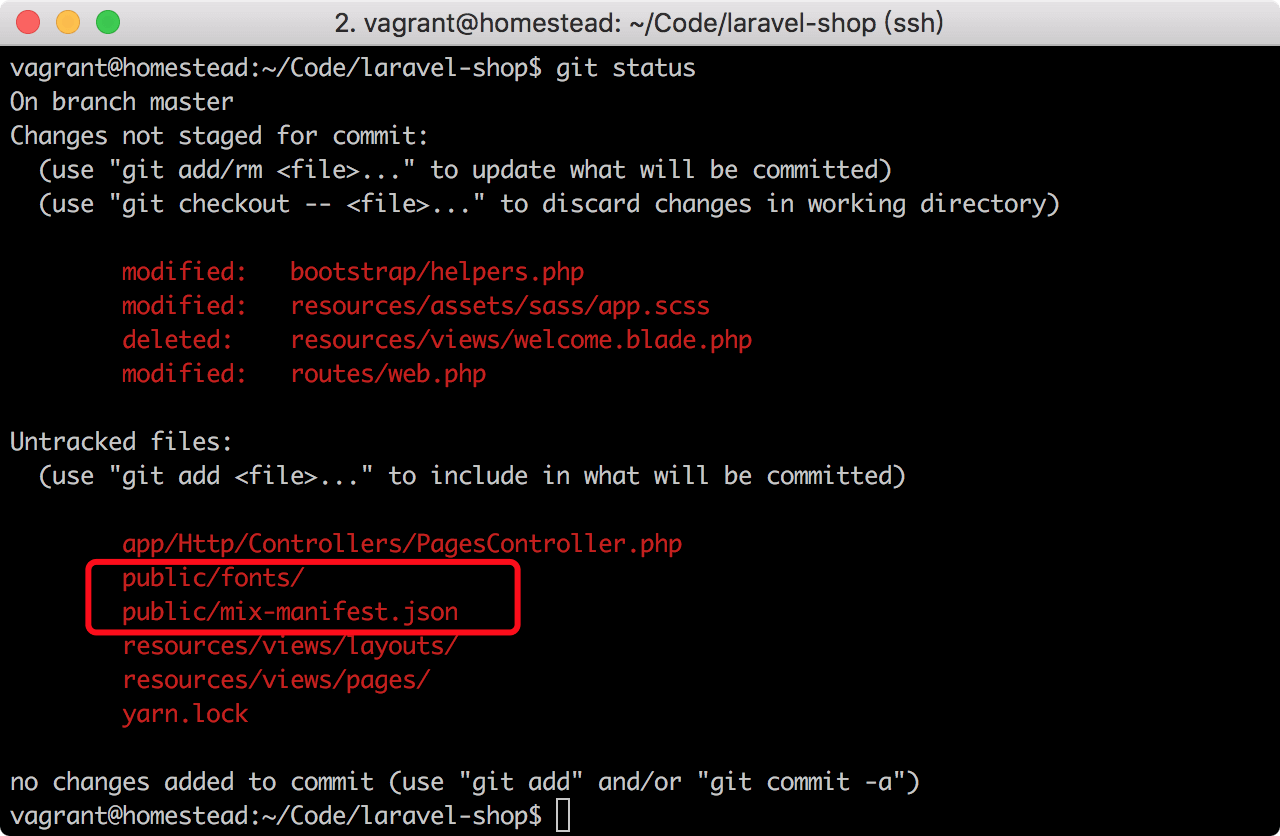 2. vagrant@homestead: ~/Code/laravel-shop (ssh)
vagrant@homestead:~/Code/laravel-shop$ git status
On branch master
Changes not staged for commit:
  (use "git add/rm <file>..." to update what will be committed)
  (use "git checkout -- <file>..." to discard changes in working directory)

        modified:   bootstrap/helpers.php
        modified:   resources/assets/sass/app.scss
        deleted:    resources/views/welcome.blade.php
        modified:   routes/web.php

Untracked files:
  (use "git add <file>..." to include in what will be committed)

        app/Http/Controllers/PagesController.php
        public/fonts/
        public/mix-manifest.json
        resources/views/layouts/
        resources/views/pages/
        yarn.lock

no changes added to commit (use "git add" and/or "git commit -a")
vagrant@homestead:~/Code/laravel-shop$